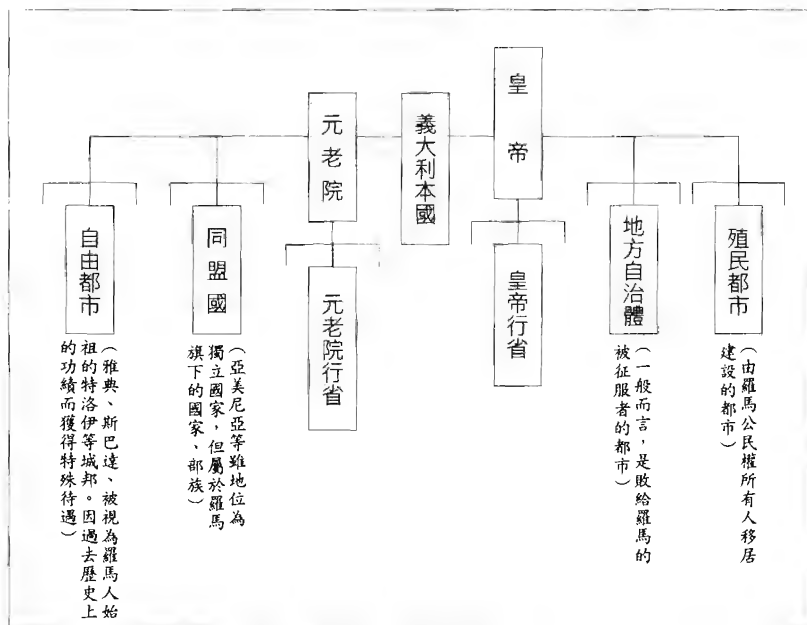 皇帝
義大利本國
元老院
殖民都市
（由羅馬公民權所有人移居
建設的都市）
地方自治體
（一般而言，是敗給羅馬的
被征服者的都市）
皇帝行省
元老院行省
同盟國
（亞美尼亞等雖地位為
獨立國家，但屬於羅馬
旗下的國家、部族）
自由都市
（雅典、斯巴達、被視為羅馬人始
祖的特洛伊等城邦。因過去歷史上
的功績而獲得特殊待遇）